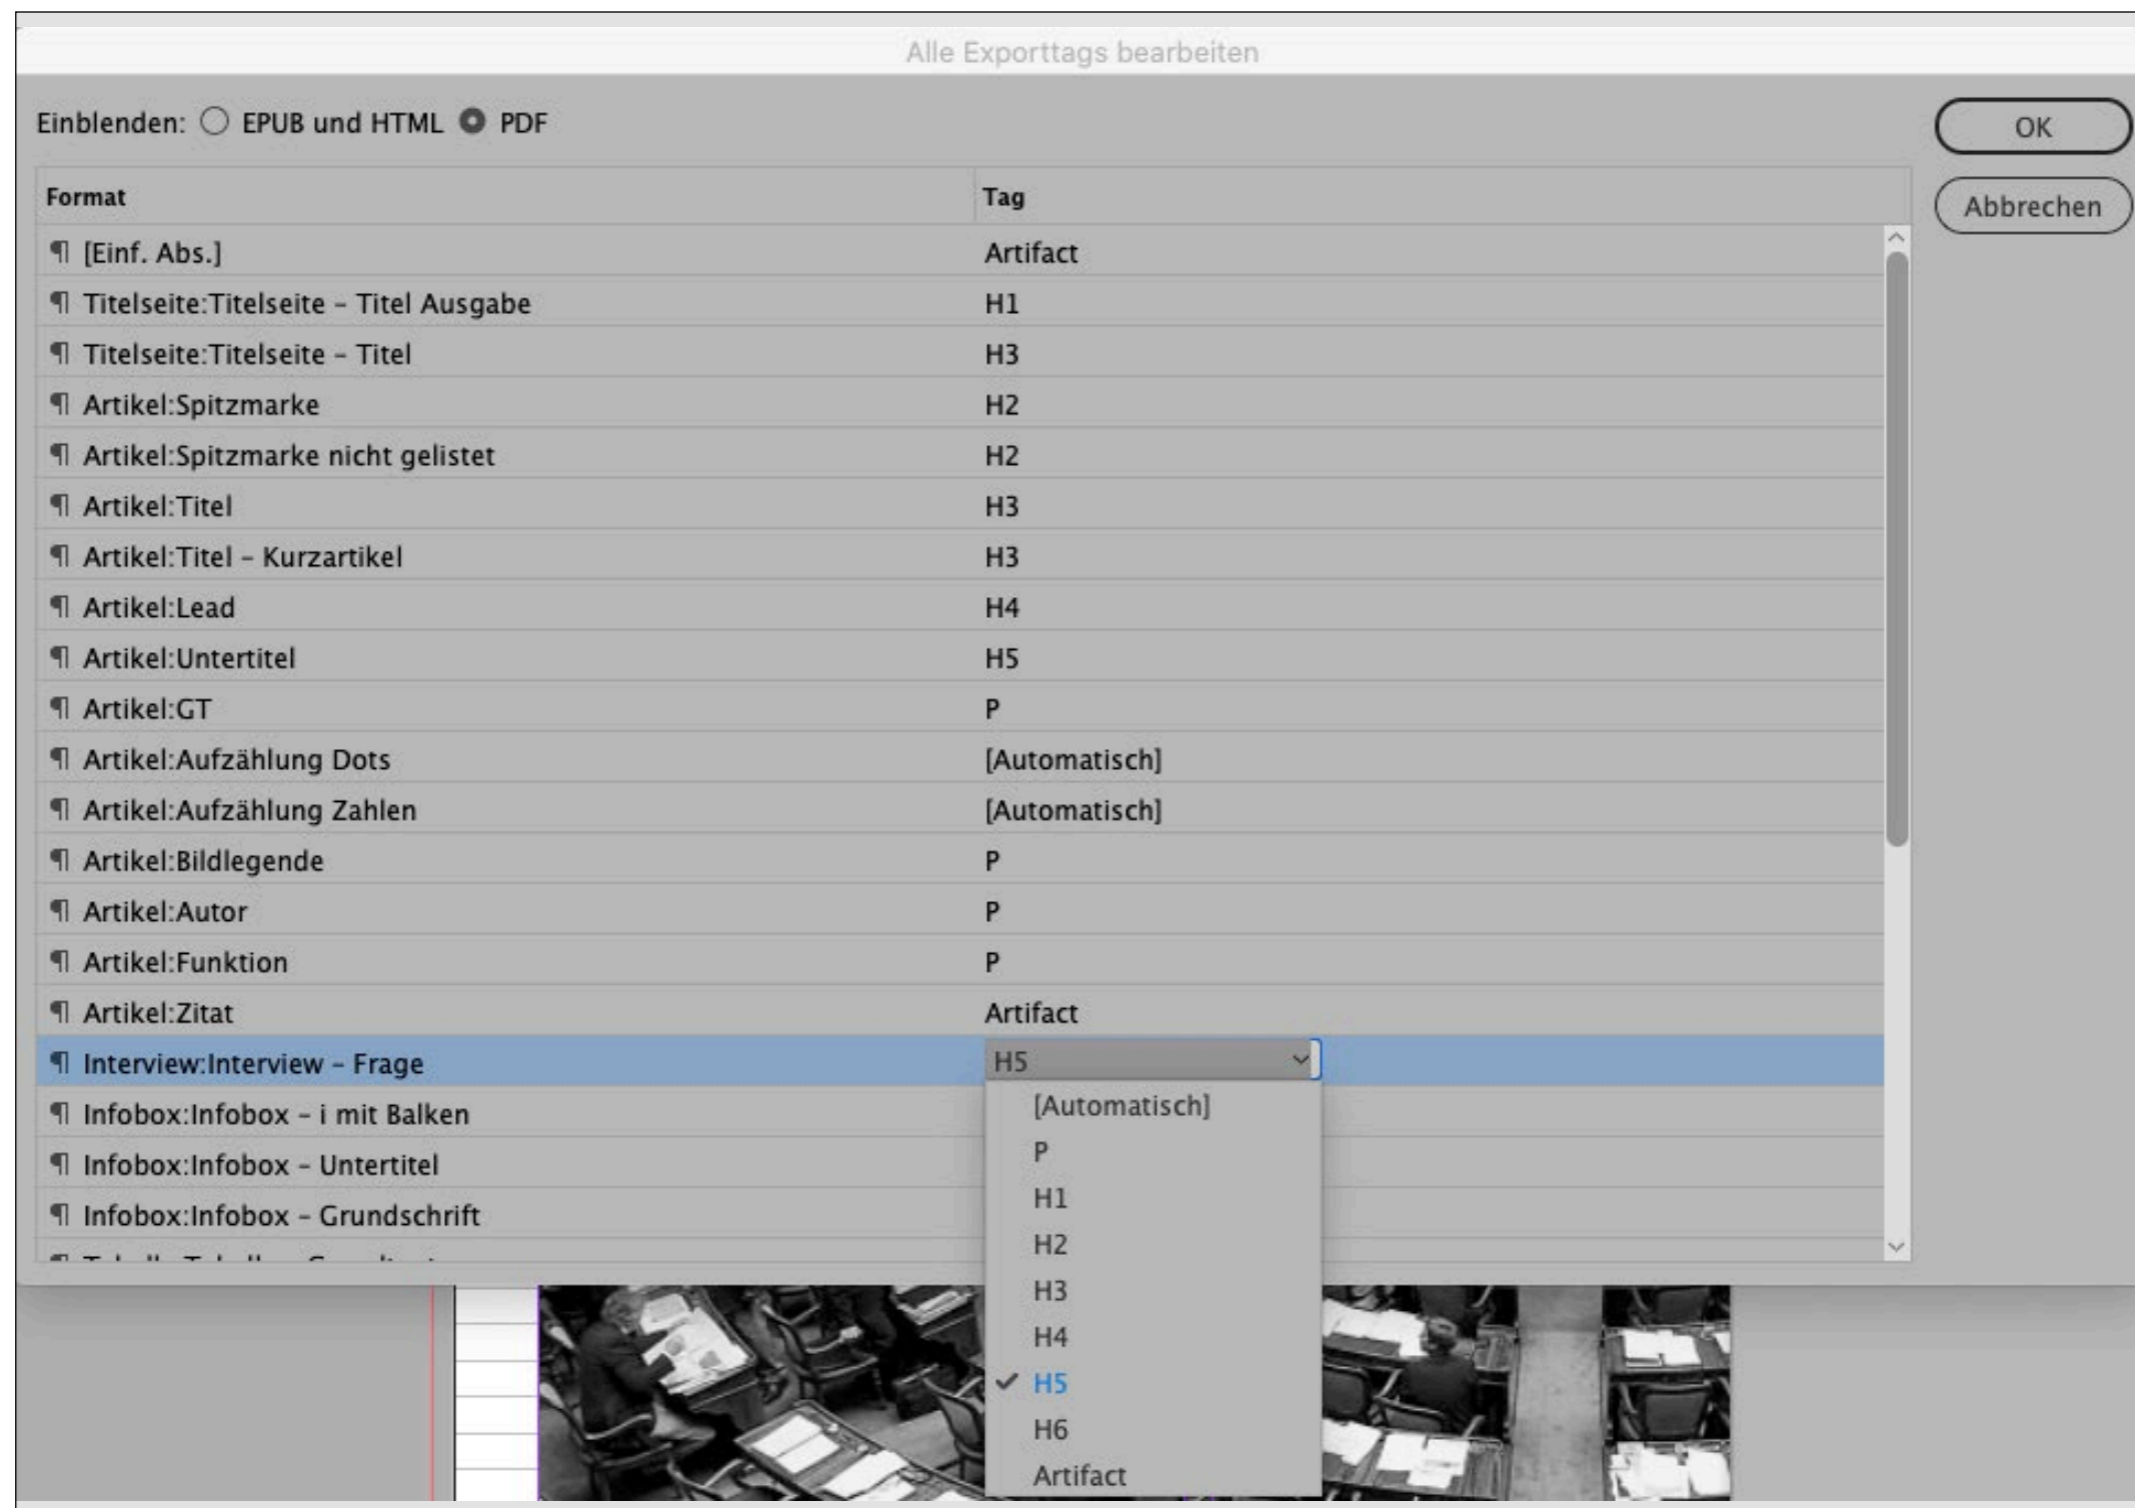 Alle Exporttags bearbeiten
Einblenden: EPUB und HTML PDF
OK
Abbrechen
Format Tag
¶ [Einf. Abs.] Artifact
¶ Titelseite:Titelseite – Titel Ausgabe H1
¶ Titelseite:Titelseite – Titel H3
¶ Artikel:Spitzmarke H2
¶ Artikel:Spitzmarke nicht gelistet H2
¶ Artikel:Titel H3
¶ Artikel:Titel – Kurzartikel H3
¶ Artikel:Lead H4
¶ Artikel:Untertitel H5
¶ Artikel:GT P
¶ Artikel:Aufzählung Dots [Automatisch]
¶ Artikel:Aufzählung Zahlen [Automatisch]
¶ Artikel:Bildlegende P
¶ Artikel:Autor P
¶ Artikel:Funktion P
¶ Artikel:Zitat Artifact
¶ Interview:Interview – Frage H5
¶ Infobox:Infobox – i mit Balken
¶ Infobox:Infobox – Untertitel
¶ Infobox:Infobox – Grundschrift
[Automatisch]
P
H1
H2
H3
H4
H5
H6
Artifact